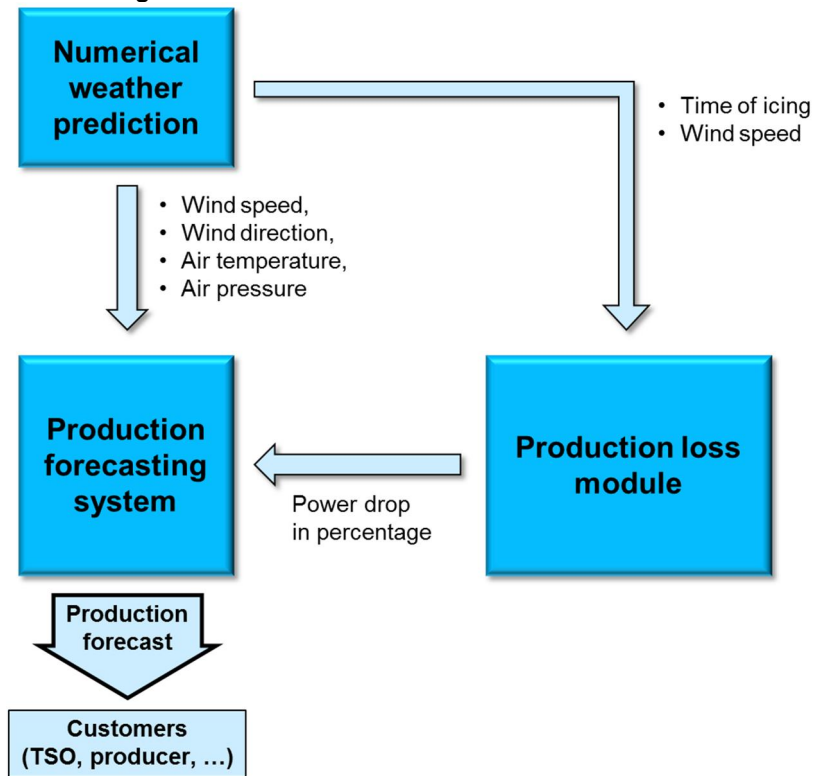 Numerical
weather
prediction
• Time of icing
• Wind speed
• Wind speed,
• Wind direction,
• Air temperature,
• Air pressure
Production
forecasting
system
Production loss
module
Power drop
in percentage
Production
forecast
Customers
(TSO, producer, …)